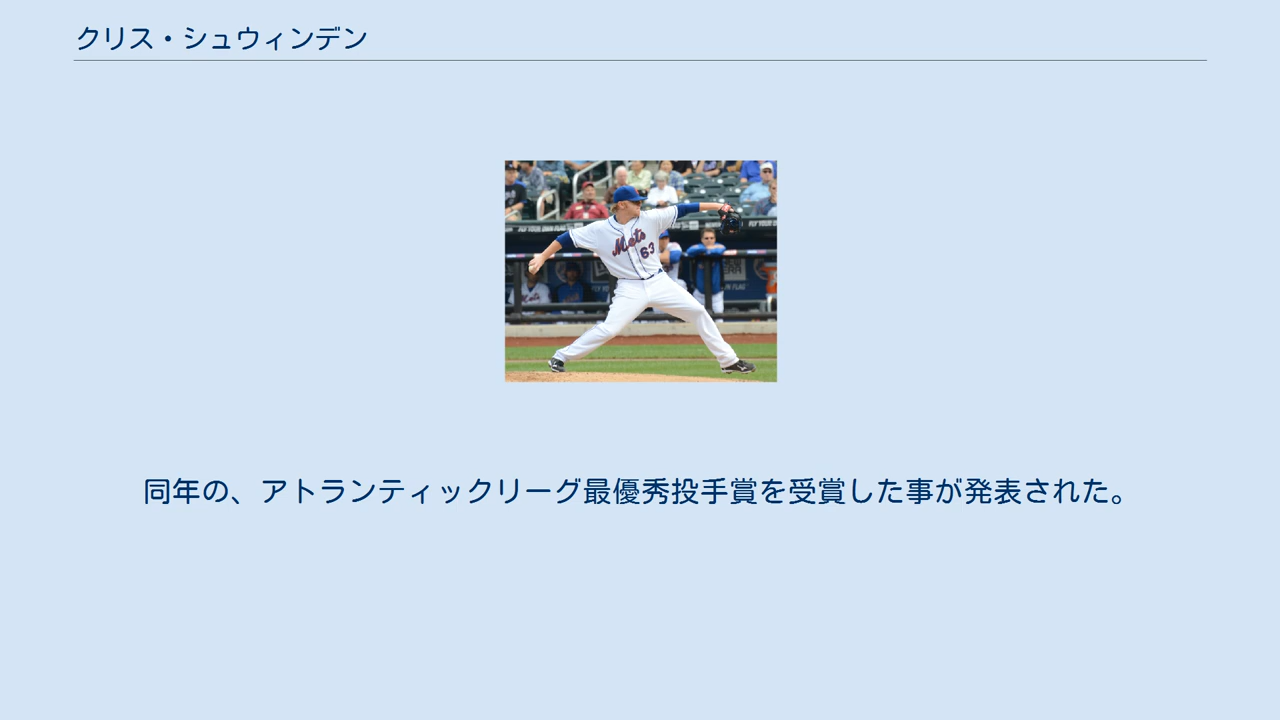 クリス・シュウィンデン
Mets
63
同年の、アトランティックリーグ最優秀投手賞を受賞した事が発表された。